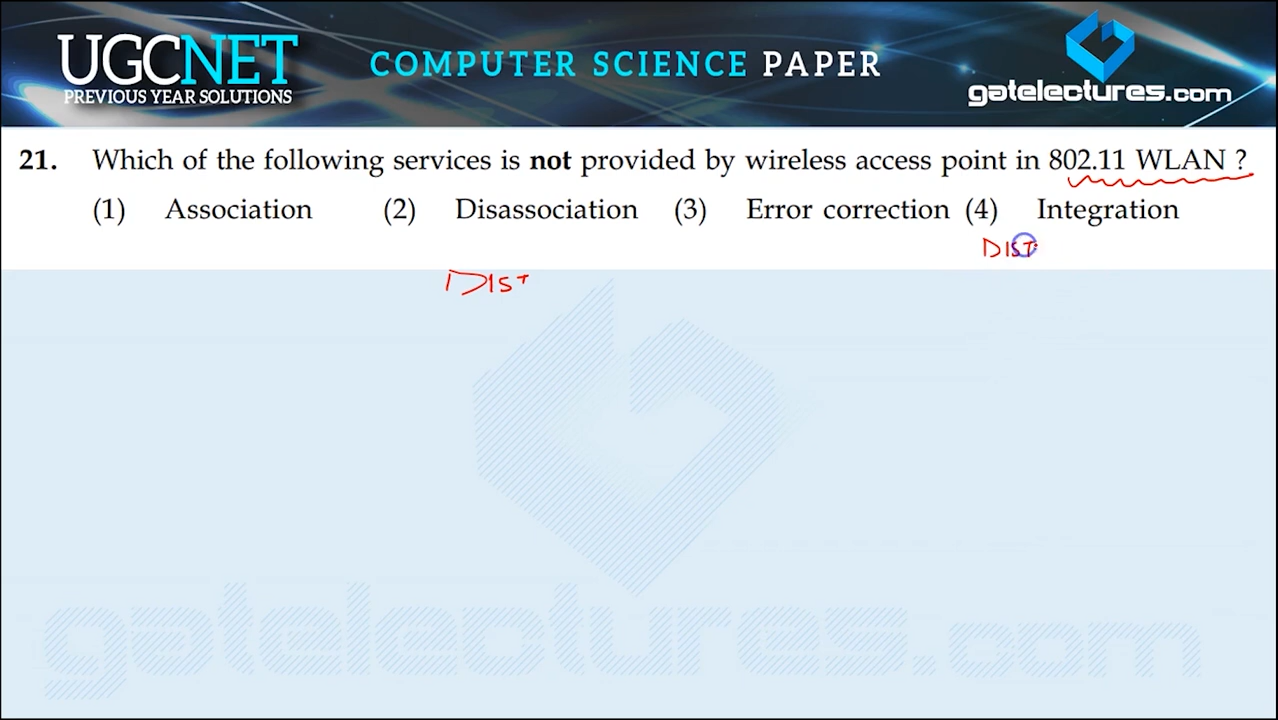 UGCNET
PREVIOUS YEAR SOLUTIONS
COMPUTER SCIENCE PAPER
gatelectures.com
21. Which of the following services is not provided by wireless access point in 802.11 WLAN ?
(1) Association (2) Disassociation (3) Error correction (4) Integration
DIST
DIST
gatelectures.com